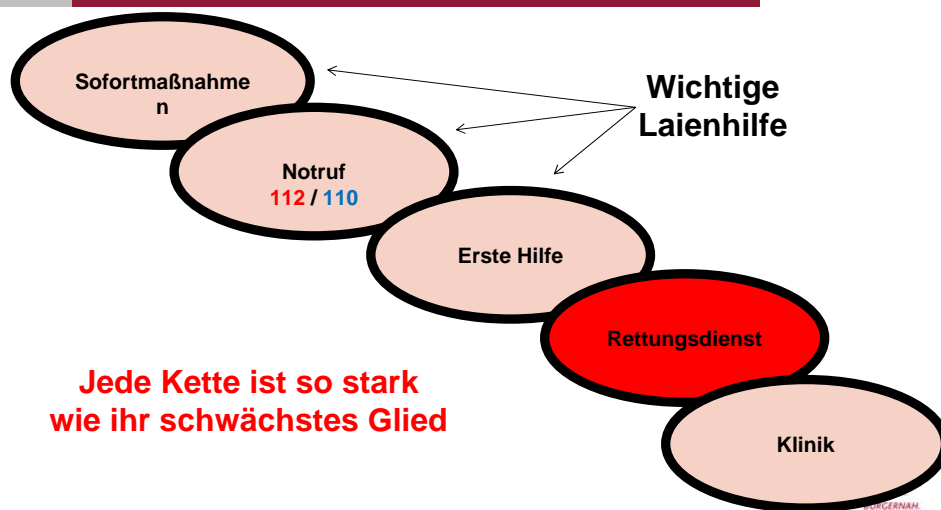 Sofortmaßnahme
n
Wichtige
Laienhilfe
Notruf
112 / 110
Erste Hilfe
Rettungsdienst
Jede Kette ist so stark
wie ihr schwächstes Glied
Klinik
BÜRGERNAH.